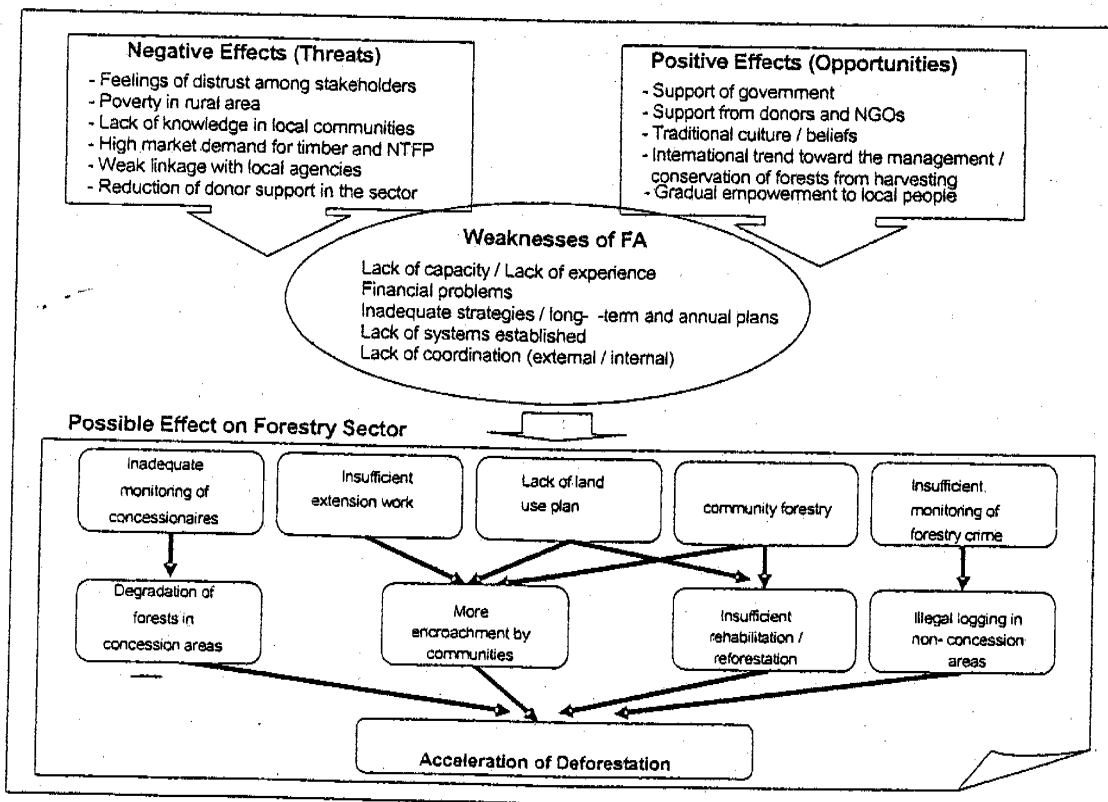 Negative Effects (Threats)
- Feelings of distrust among stakeholders
- Poverty in rural area
- Lack of knowledge in local communities
- High market demand for timber and NTFP
- Weak linkage with local agencies
- Reduction of donor support in the sector
Positive Effects (Opportunities)
- Support of government
- Support from donors and NGOs
- Traditional culture / beliefs
- International trend toward the management /
conservation of forests from harvesting
- Gradual empowerment to local people
Weaknesses of FA
Lack of capacity / Lack of experience
Financial problems
Inadequate strategies / long- -term and annual plans
Lack of systems established
Lack of coordination (external / internal)
Possible Effect on Forestry Sector
Inadequate
monitoring of
concessionaires
Insufficient
extension work
Lack of land
use plan
community forestry
Insufficient.
monitoring of
forestry crime
Degradation of
forests in
concession areas
More
encroachment by
communities
Insufficient
rehabilitation /
reforestation
Illegal logging in
non- concession
areas
Acceleration of Deforestation